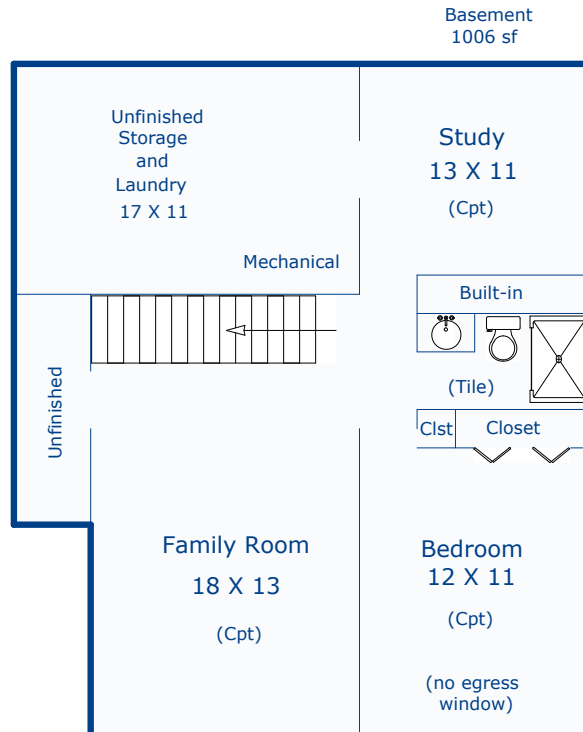 Basement
1006 sf
Unfinished
Storage
and
Laundry
17 X 11
Study
13 X 11
(Cpt)
Mechanical
Built-in
(Tile)
Clst
Closet
Unfinished
Family Room
18 X 13
(Cpt)
Bedroom
12 X 11
(Cpt)
(no egress
window)